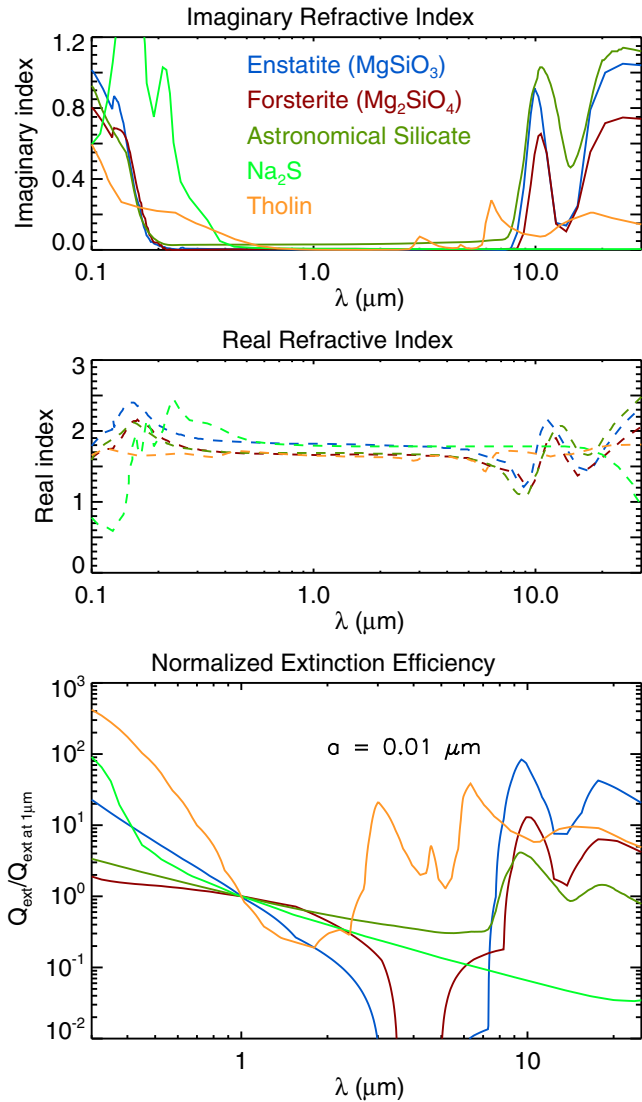 Imaginary Refractive Index
1.2
Enstatite (MgSiO₃)
Forsterite (Mg₂SiO₄)
0.8
Astronomical Silicate
Na₂S
0.4
Tholin
0.0
Imaginary index
0.1 1.0 10.0
λ (μm)
Real Refractive Index
3
2
1
0
Real index
0.1 1.0 10.0
λ (μm)
Normalized Extinction Efficiency
10³
a = 0.01 μm
10²
10¹
10⁰
10⁻¹
10⁻²
Qext/Qext at 1μm
1 10
λ (μm)